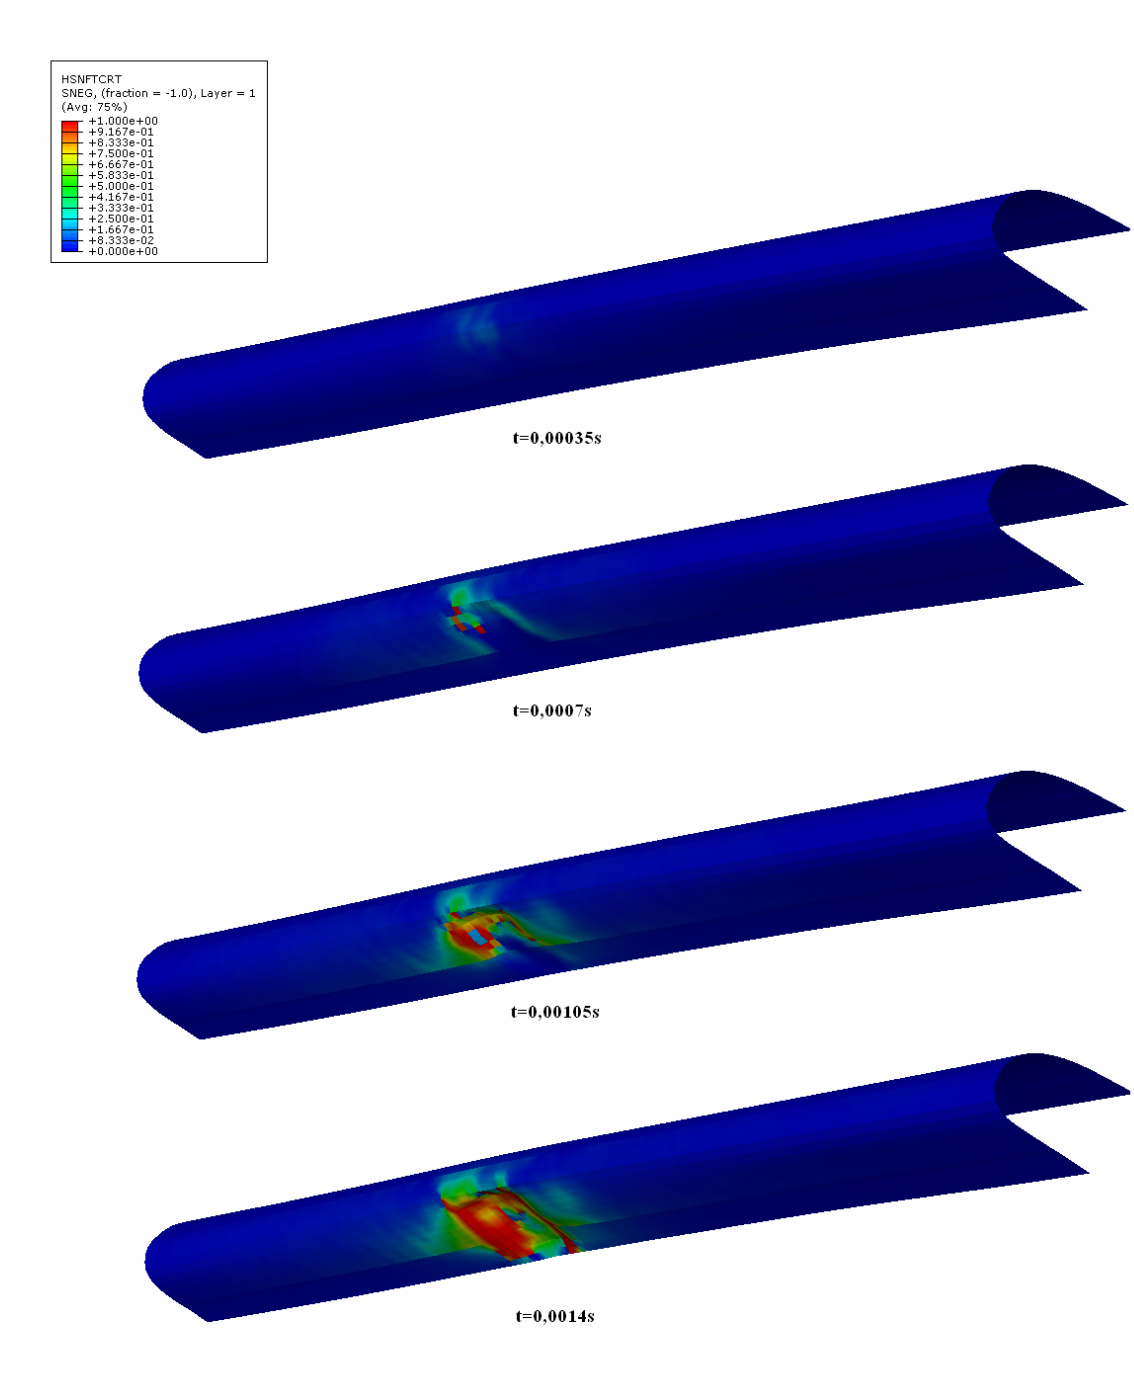 HSNFTCRT
SNEG, (fraction = -1.0), Layer = 1
(Avg: 75%)
+1.000e+00
+9.167e-01
+8.333e-01
+7.500e-01
+6.667e-01
+5.833e-01
+5.000e-01
+4.167e-01
+3.333e-01
+2.500e-01
+1.667e-01
+8.333e-02
+0.000e+00
t=0,00035s
t=0,0007s
t=0,00105s
t=0,0014s